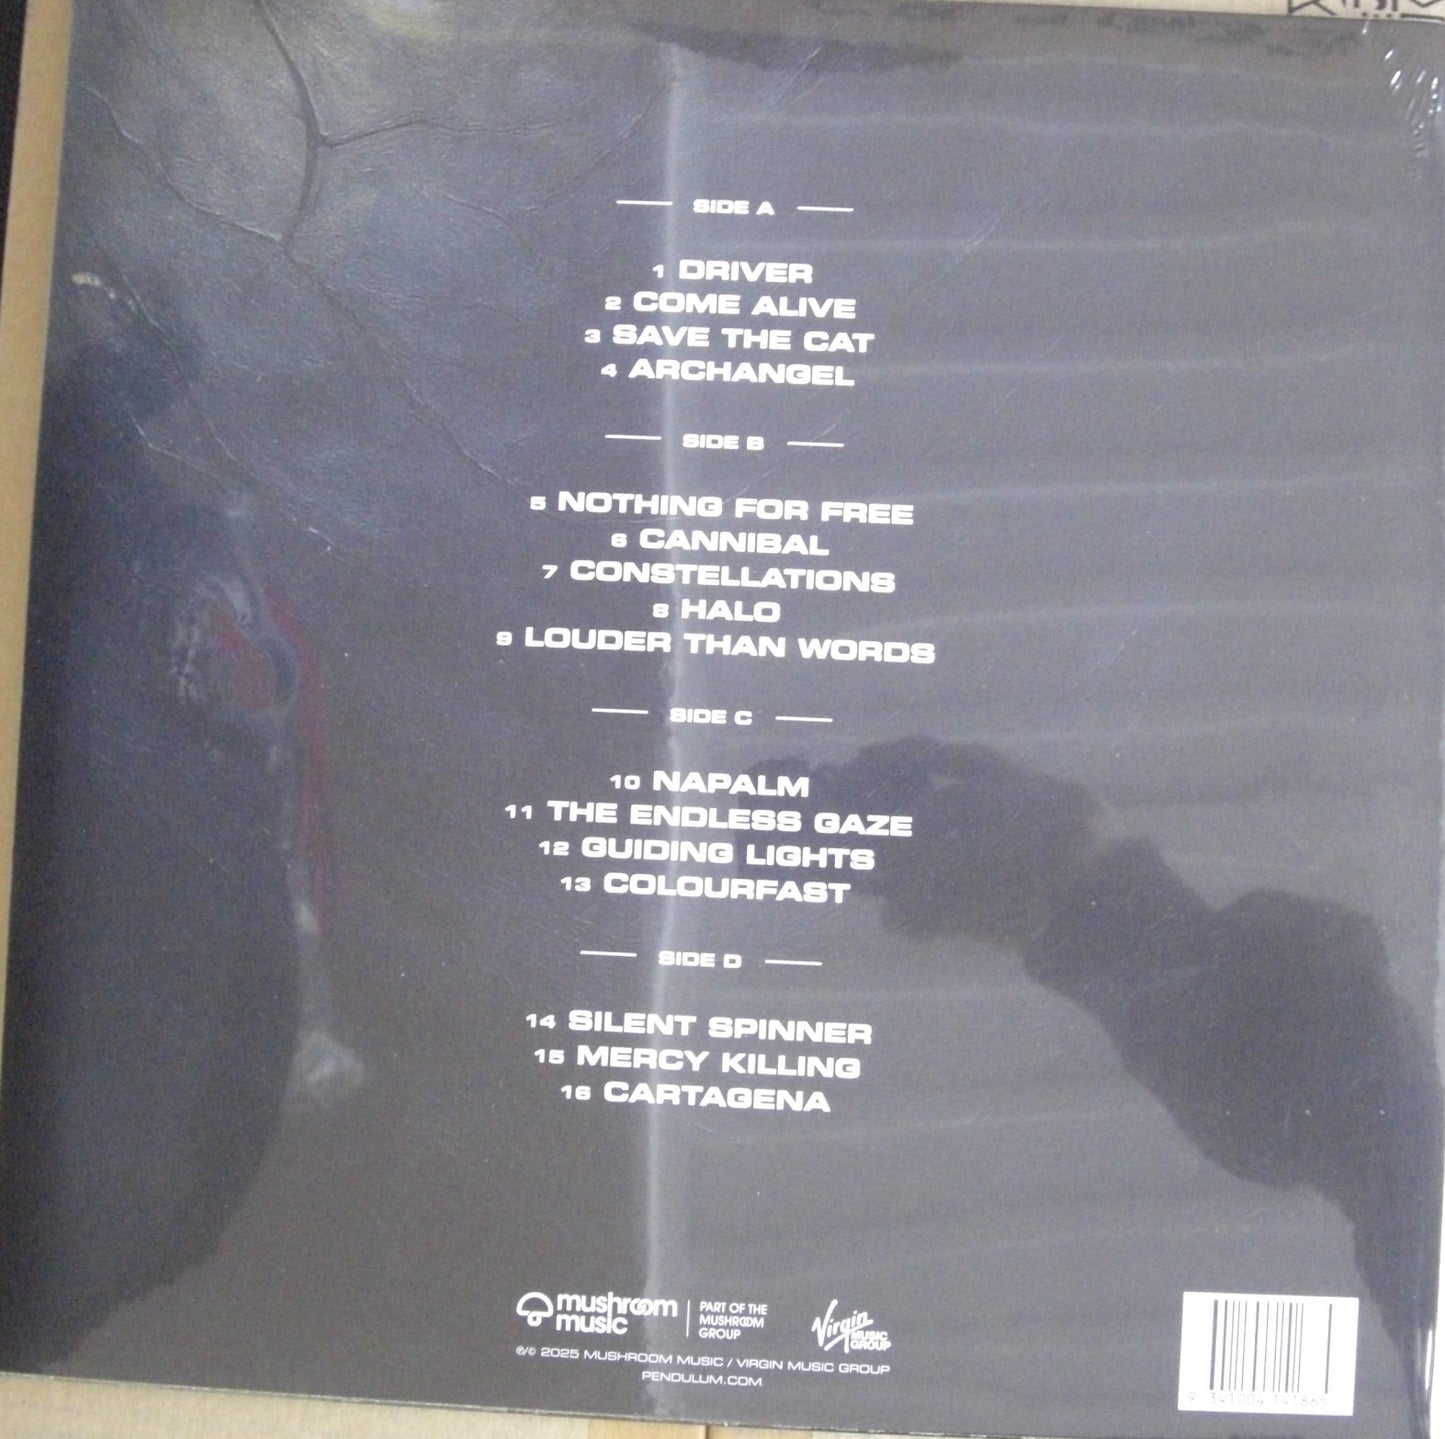 SIDE A
1 DRIVER
2 COME ALIVE
3 SAVE THE CAT
4 ARCHANGEL
SIDE B
5 NOTHING FOR FREE
6 CANNIBAL
7 CONSTELLATIONS
8 HALO
9 LOUDER THAN WORDS
SIDE C
10 NAPALM
11 THE ENDLESS GAZE
12 GUIDING LIGHTS
13 COLOURFAST
SIDE D
14 SILENT SPINNER
15 MERCY KILLING
16 CARTAGENA
mushroom
music
PART OF THE
MUSHROOM
GROUP
Virgin
MUSIC
GROUP
℗/© 2025 MUSHROOM MUSIC / VIRGIN MUSIC GROUP
PENDULUM.COM
9 341004 141865